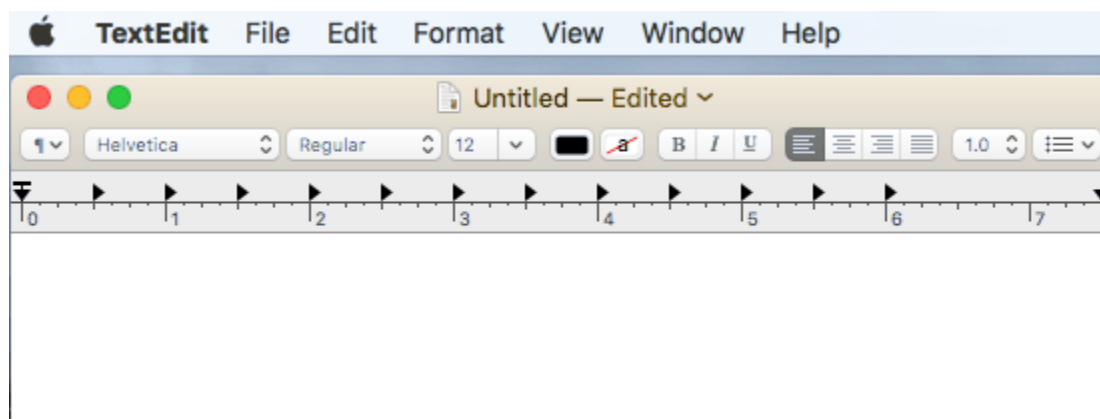 TextEdit File Edit Format View Window Help
Untitled — Edited
¶ Helvetica Regular 12 a B I U 1.0
0 1 2 3 4 5 6 7